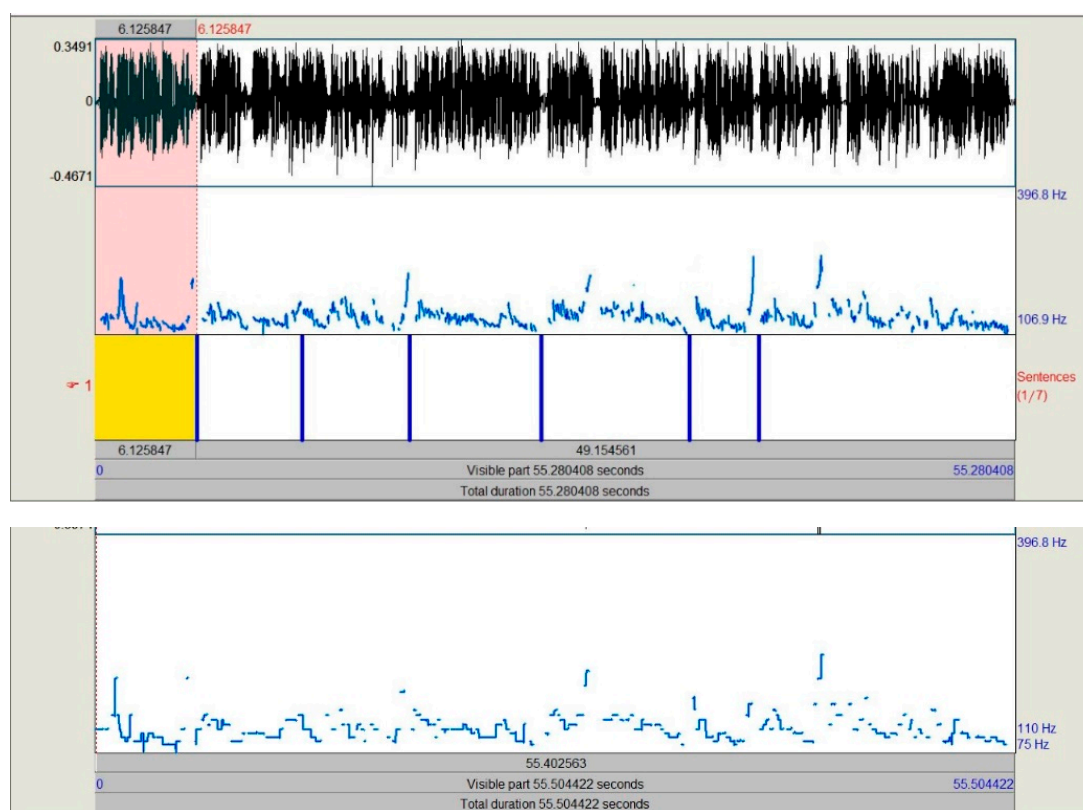 6.125847 6.125847
0.3491
0
-0.4671
396.8 Hz
106.9 Hz
☞ 1
Sentences
(1/7)
6.125847 49.154561
0 Visible part 55.280408 seconds 55.280408
Total duration 55.280408 seconds
396.8 Hz
110 Hz
75 Hz
55.402563
0 Visible part 55.504422 seconds 55.504422
Total duration 55.504422 seconds